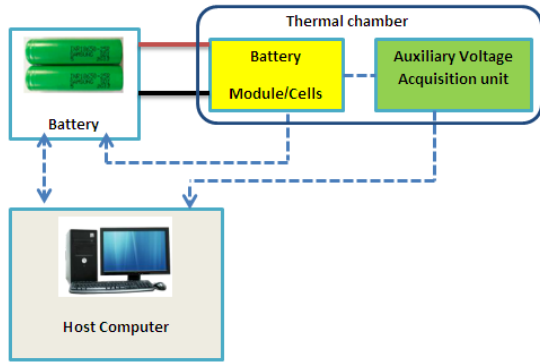 Thermal chamber
Battery
Module/Cells
Auxiliary Voltage
Acquisition unit
Battery
Host Computer